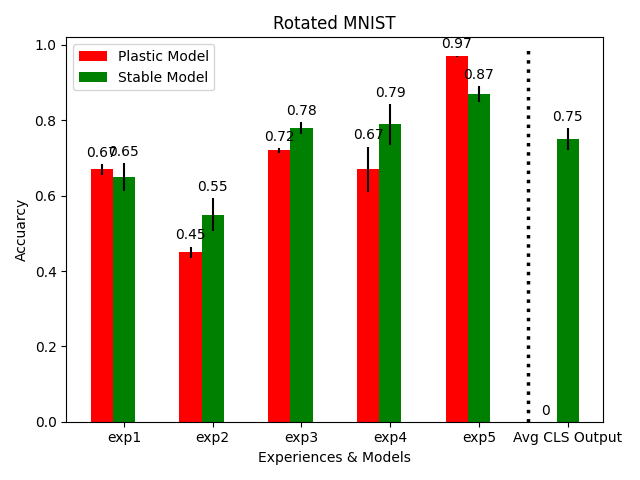 Rotated MNIST
Plastic Model
Stable Model
Accuarcy
1.0
0.8
0.6
0.4
0.2
0.0
0.67
0.65
0.45
0.55
0.72
0.78
0.67
0.79
0.97
0.87
0
0.75
exp1
exp2
exp3
exp4
exp5
Avg CLS Output
Experiences & Models